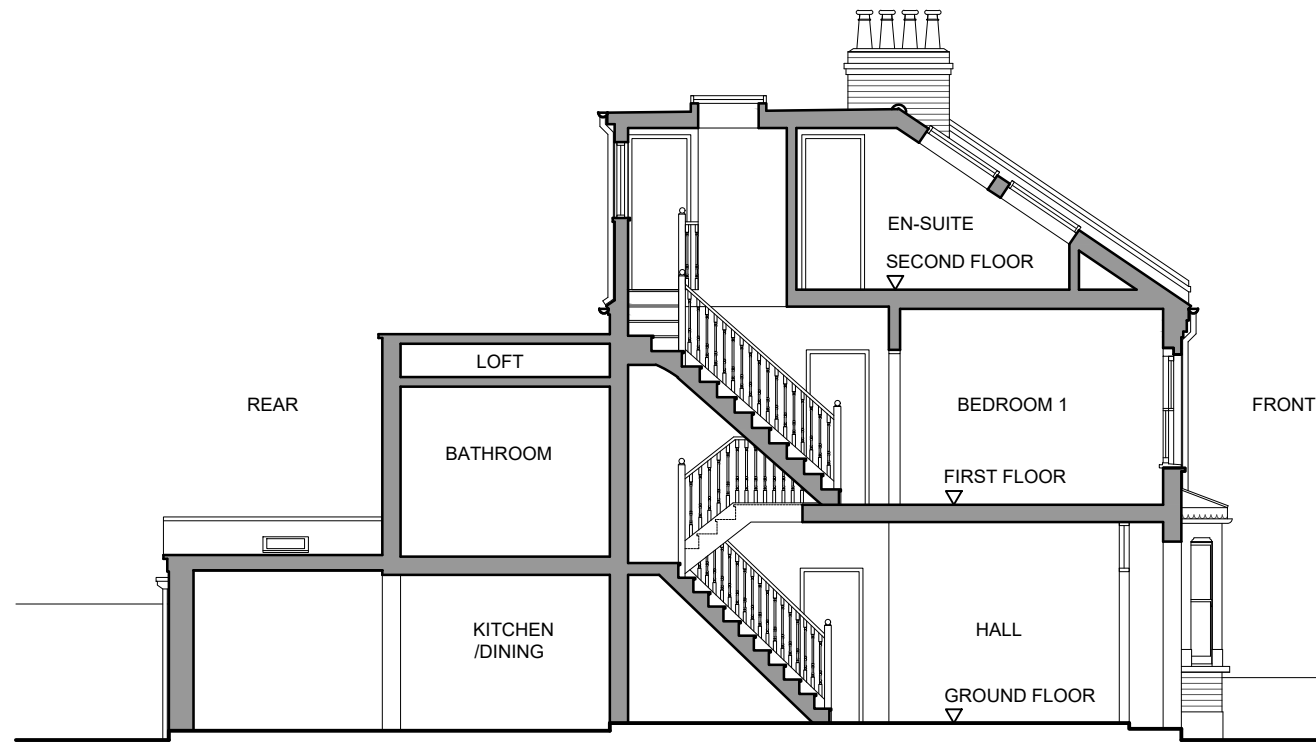 EN-SUITE
SECOND FLOOR
LOFT
REAR
BEDROOM 1
FRONT
BATHROOM
FIRST FLOOR
KITCHEN
/DINING
HALL
GROUND FLOOR